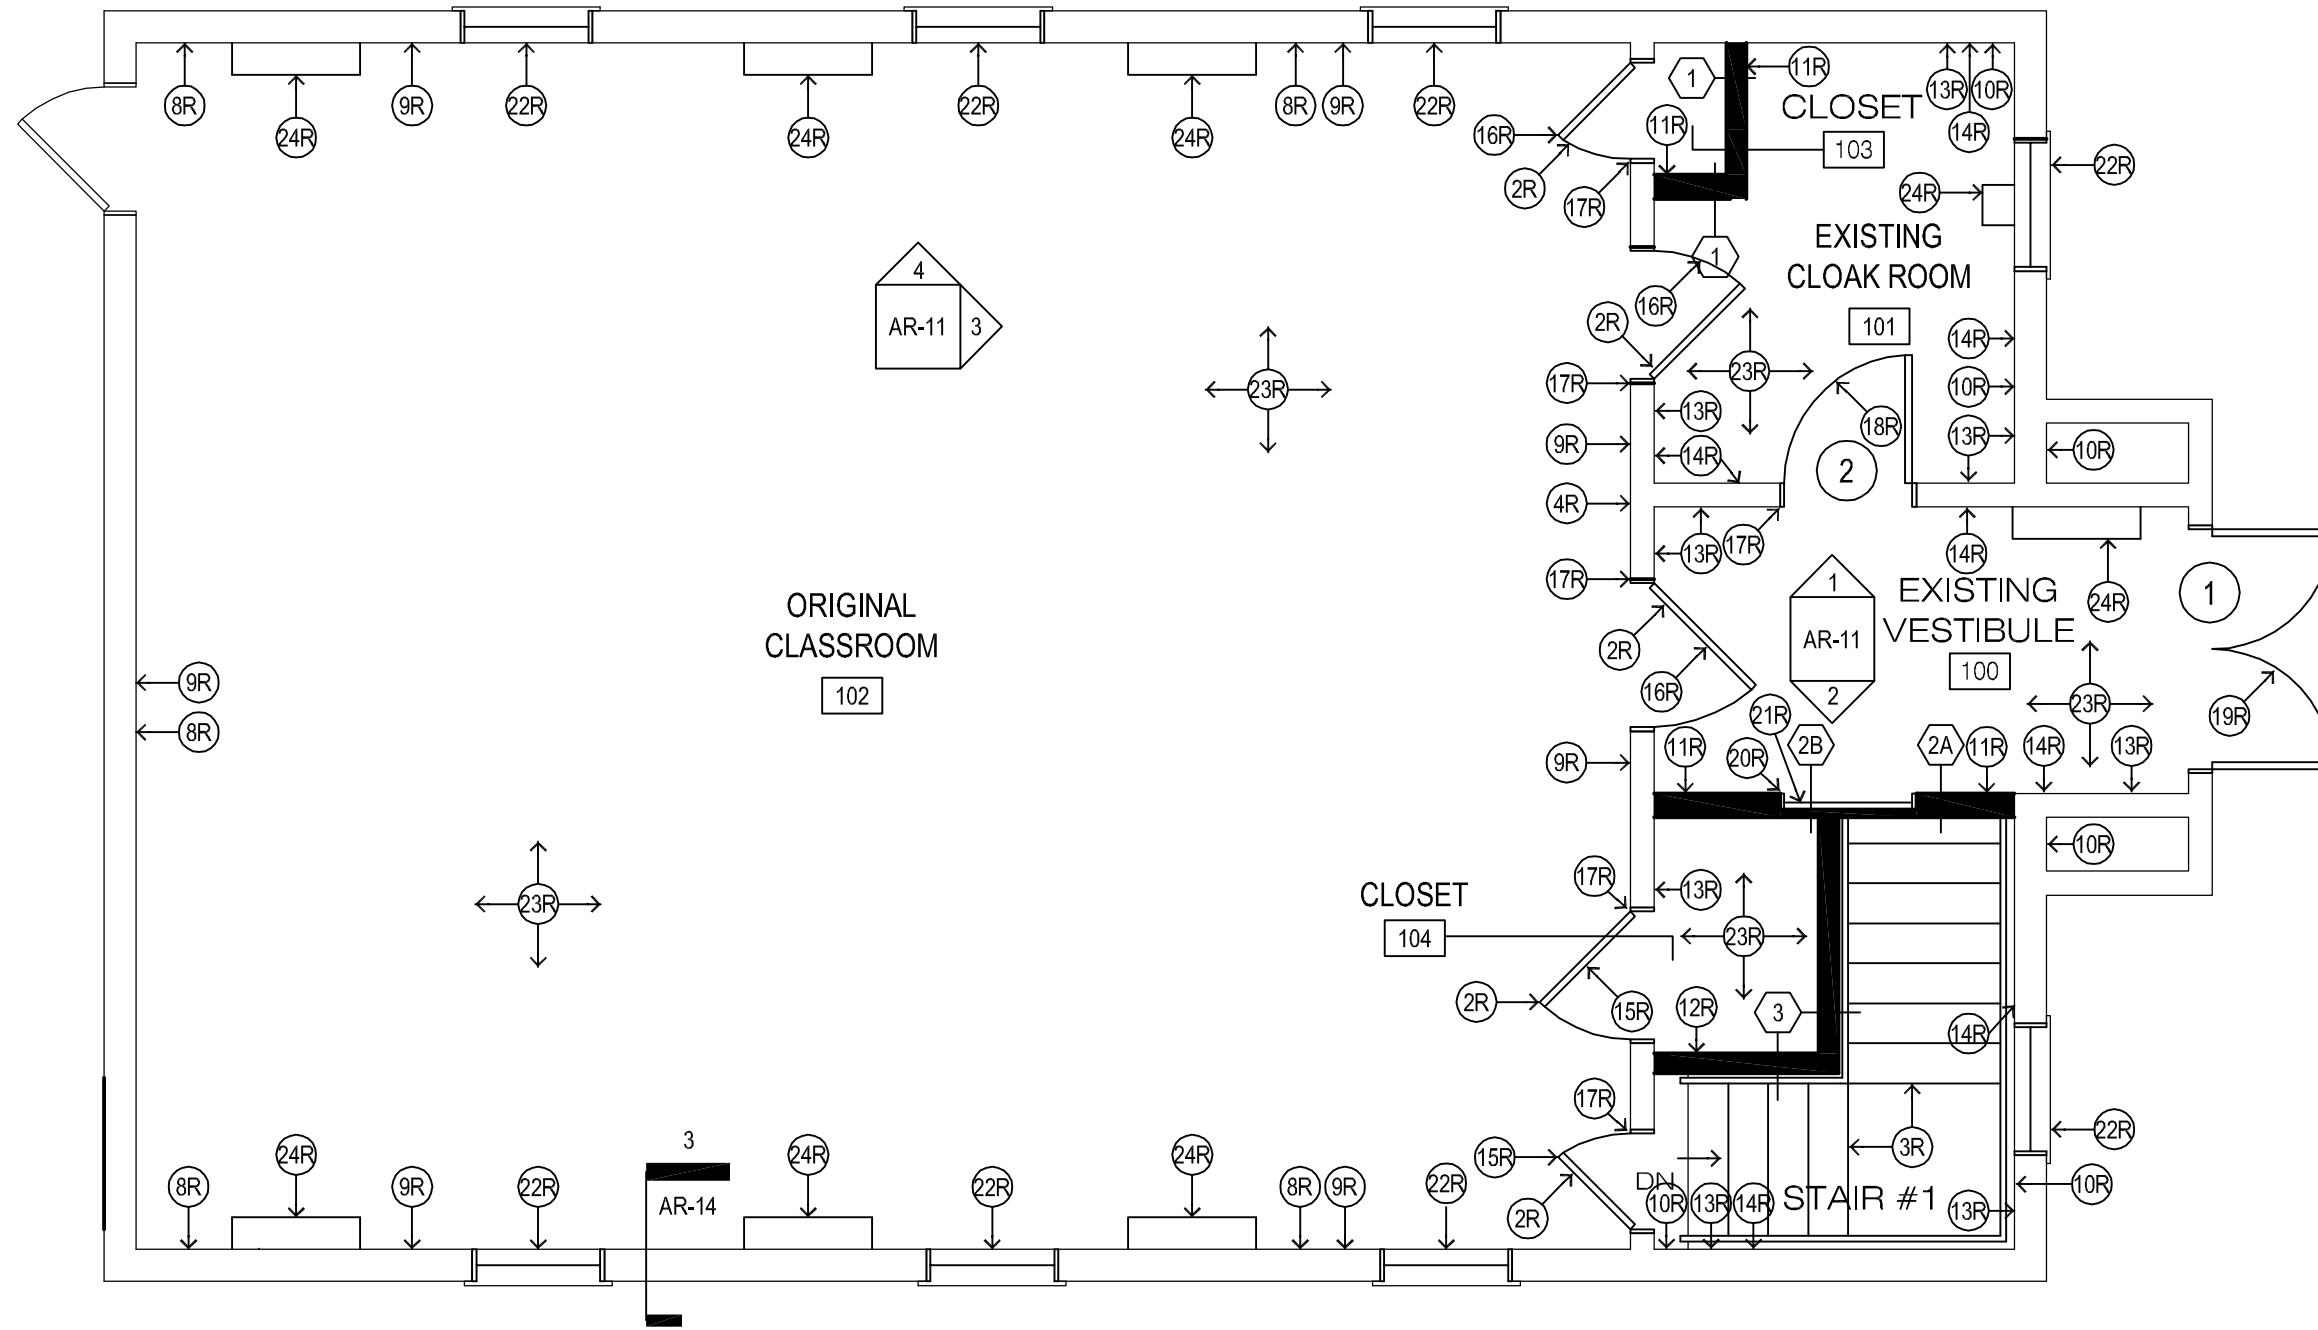 8R
24R
9R
22R
24R
22R
24R
8R
9R
22R
16R
2R
17R
1
11R
11R
CLOSET
103
13R
10R
14R
22R
24R
4
AR-11
3
1
16R
2R
EXISTING
CLOAK ROOM
101
23R
23R
17R
13R
9R
14R
4R
18R
2
14R
10R
13R
10R
13R
17R
14R
24R
17R
1
AR-11
2
EXISTING
VESTIBULE
100
1
2R
16R
23R
19R
ORIGINAL
CLASSROOM
102
9R
8R
9R
11R
21R
20R
2B
2A
11R
14R
13R
10R
23R
CLOSET
104
17R
13R
23R
2R
15R
12R
3
14R
17R
22R
8R
24R
9R
22R
3
AR-14
24R
22R
24R
8R
9R
22R
15R
2R
DN
10R
13R
14R
STAIR #1
3R
13R
10R